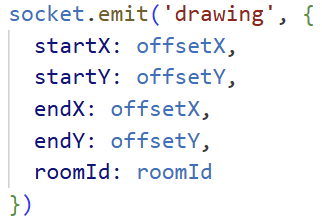 socket.emit('drawing', {
startX: offsetX,
startY: offsetY,
endX: offsetX,
endY: offsetY,
roomId: roomId
})